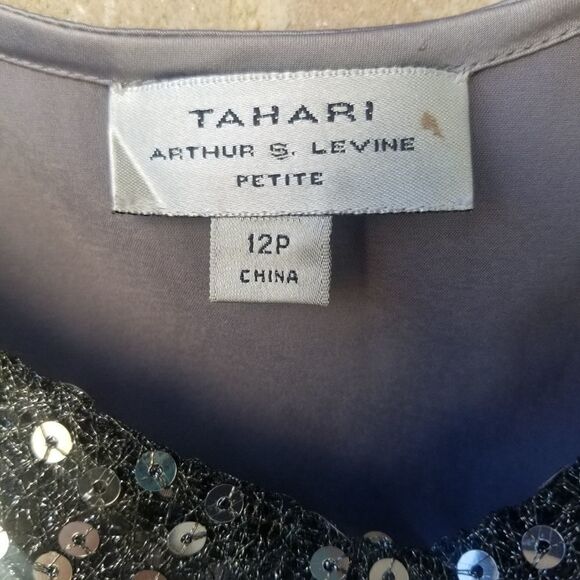 TAHARI
ARTHUR S. LEVINE
PETITE
12P
CHINA